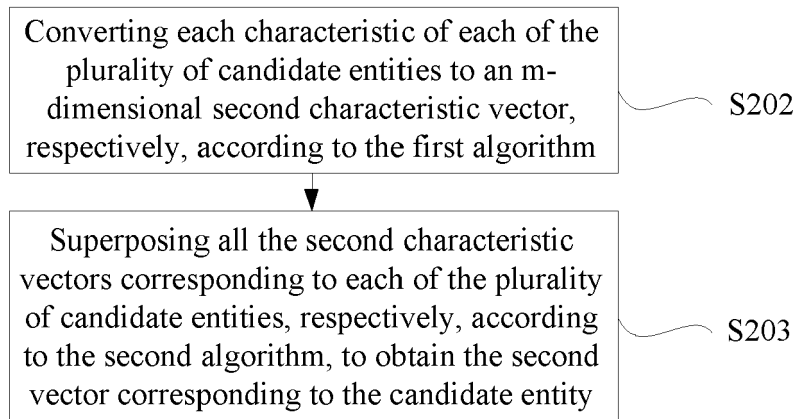 Converting each characteristic of each of the
plurality of candidate entities to an m-
dimensional second characteristic vector,
respectively, according to the first algorithm
S202
Superposing all the second characteristic
vectors corresponding to each of the plurality
of candidate entities, respectively, according
to the second algorithm, to obtain the second
vector corresponding to the candidate entity
S203